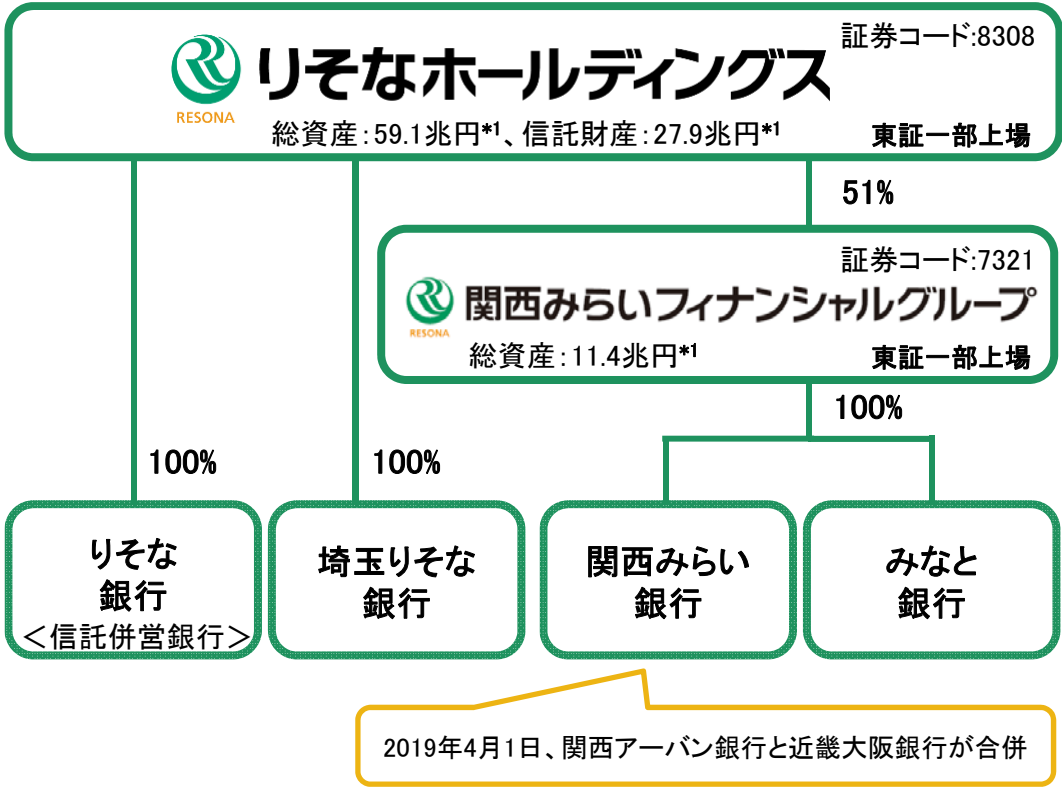 証券コード:8308
りそなホールディングス
RESONA
総資産:59.1兆円*1、信託財産:27.9兆円*1
東証一部上場
51%
証券コード:7321
関西みらいフィナンシャルグループ
RESONA
総資産:11.4兆円*1
東証一部上場
100%
100%
100%
りそな
銀行
＜信託併営銀行＞
埼玉りそな
銀行
関西みらい
銀行
みなと
銀行
2019年4月1日、関西アーバン銀行と近畿大阪銀行が合併